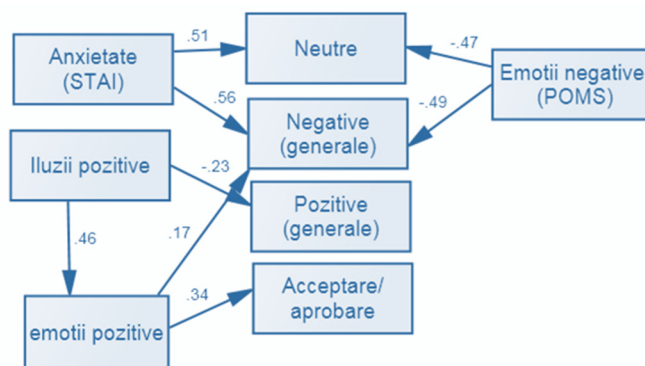 .51
Neutre
-.47
Anxietate
(STAI)
Emotii negative
(POMS)
.56
Negative
(generale)
-.49
Iluzii pozitive
-.23
Pozitive
(generale)
.46
.17
.34
Acceptare/
aprobare
emotii pozitive